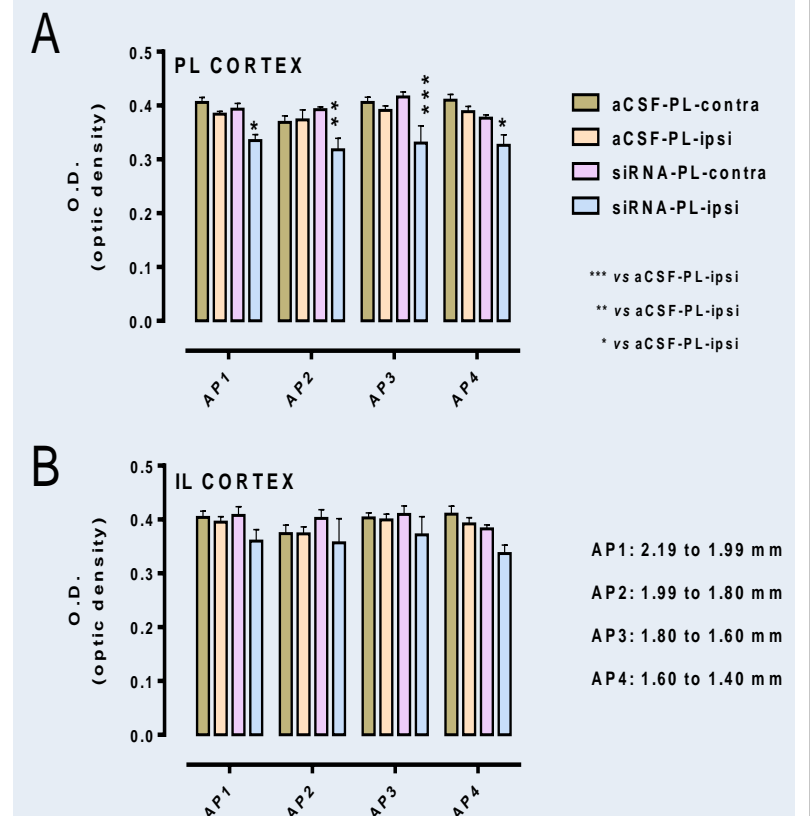 A
PL CORTEX
O.D.
(optic density)
0.5
0.4
0.3
0.2
0.1
0.0
*
**
***
*
AP1
AP2
AP3
AP4
aCSF-PL-contra
aCSF-PL-ipsi
siRNA-PL-contra
siRNA-PL-ipsi
*** vs aCSF-PL-ipsi
** vs aCSF-PL-ipsi
* vs aCSF-PL-ipsi
B
IL CORTEX
O.D.
(optic density)
0.5
0.4
0.3
0.2
0.1
0.0
AP1
AP2
AP3
AP4
AP1: 2.19 to 1.99 mm
AP2: 1.99 to 1.80 mm
AP3: 1.80 to 1.60 mm
AP4: 1.60 to 1.40 mm